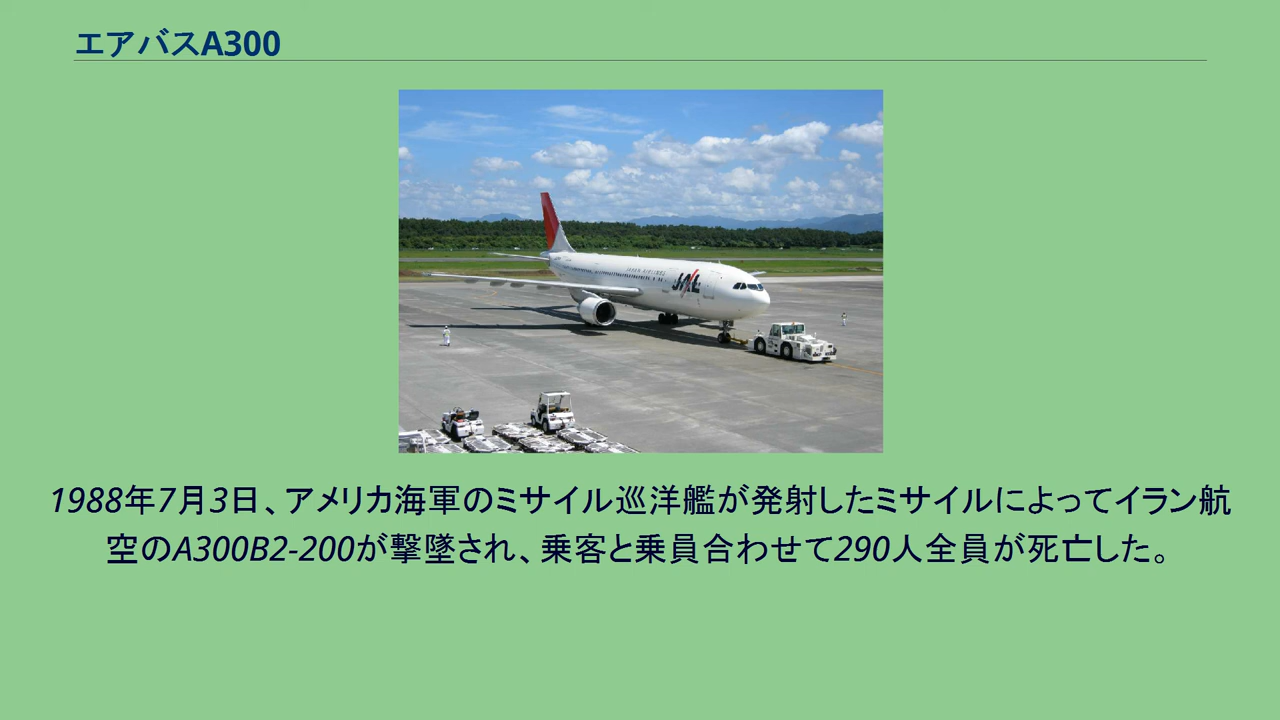 エアバスA300
JAPAN AIRLINES
JAL
1988年7月3日、アメリカ海軍のミサイル巡洋艦が発射したミサイルによってイラン航
空のA300B2-200が撃墜され、乗客と乗員合わせて290人全員が死亡した。